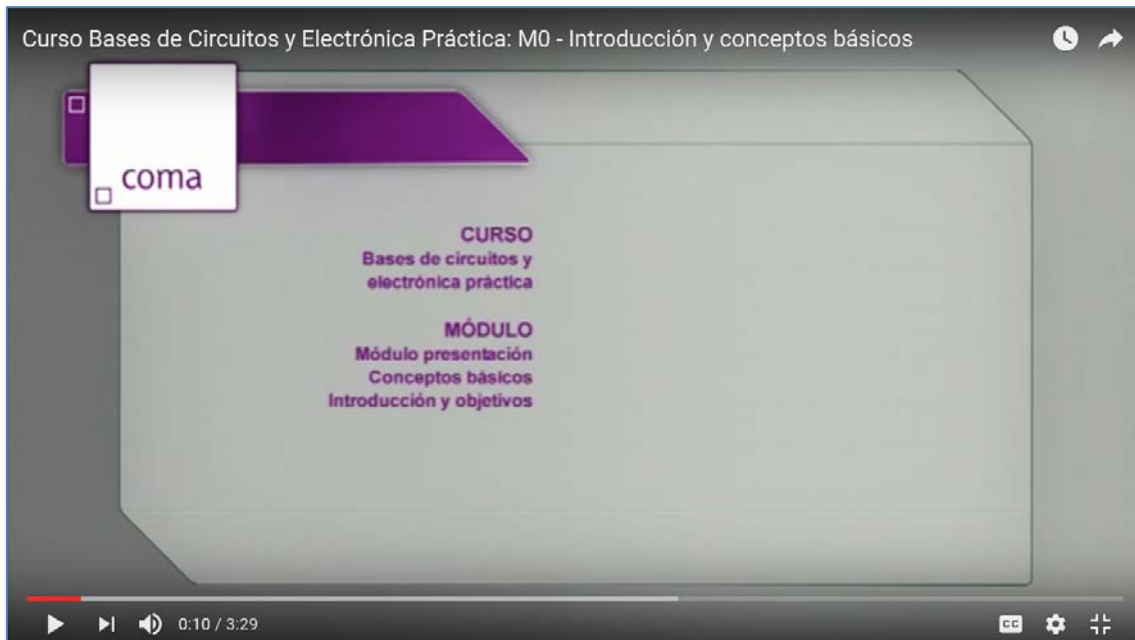 Curso Bases de Circuitos y Electrónica Práctica: M0 - Introducción y conceptos básicos
coma
CURSO
Bases de circuitos y
electrónica práctica
MÓDULO
Módulo presentación
Conceptos básicos
Introducción y objetivos
0:10 / 3:29
CC